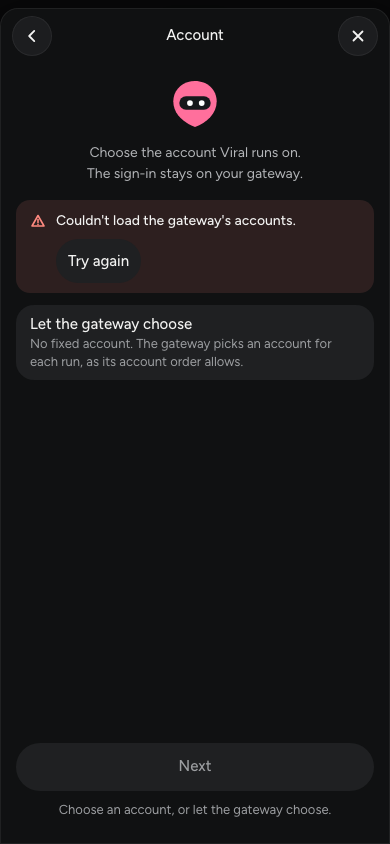 Account
Choose the account Viral runs on.
The sign-in stays on your gateway.
Couldn't load the gateway's accounts.
Try again
Let the gateway choose
No fixed account. The gateway picks an account for
each run, as its account order allows.
Next
Choose an account, or let the gateway choose.